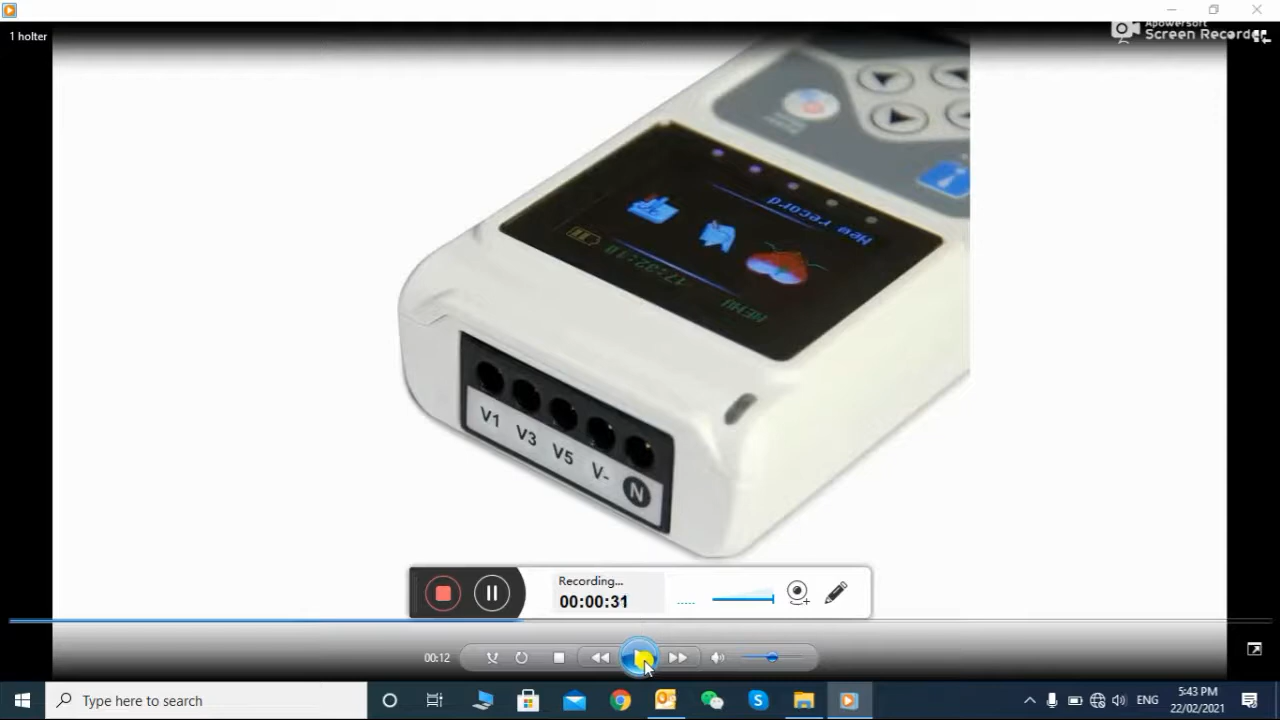 1 holter
Apowersoft
Screen Recorder
New record
17:32:10
MENU
V1
V3
V5
V-
N
Recording...
00:00:31
00:12
Type here to search
ENG
5:43 PM
22/02/2021